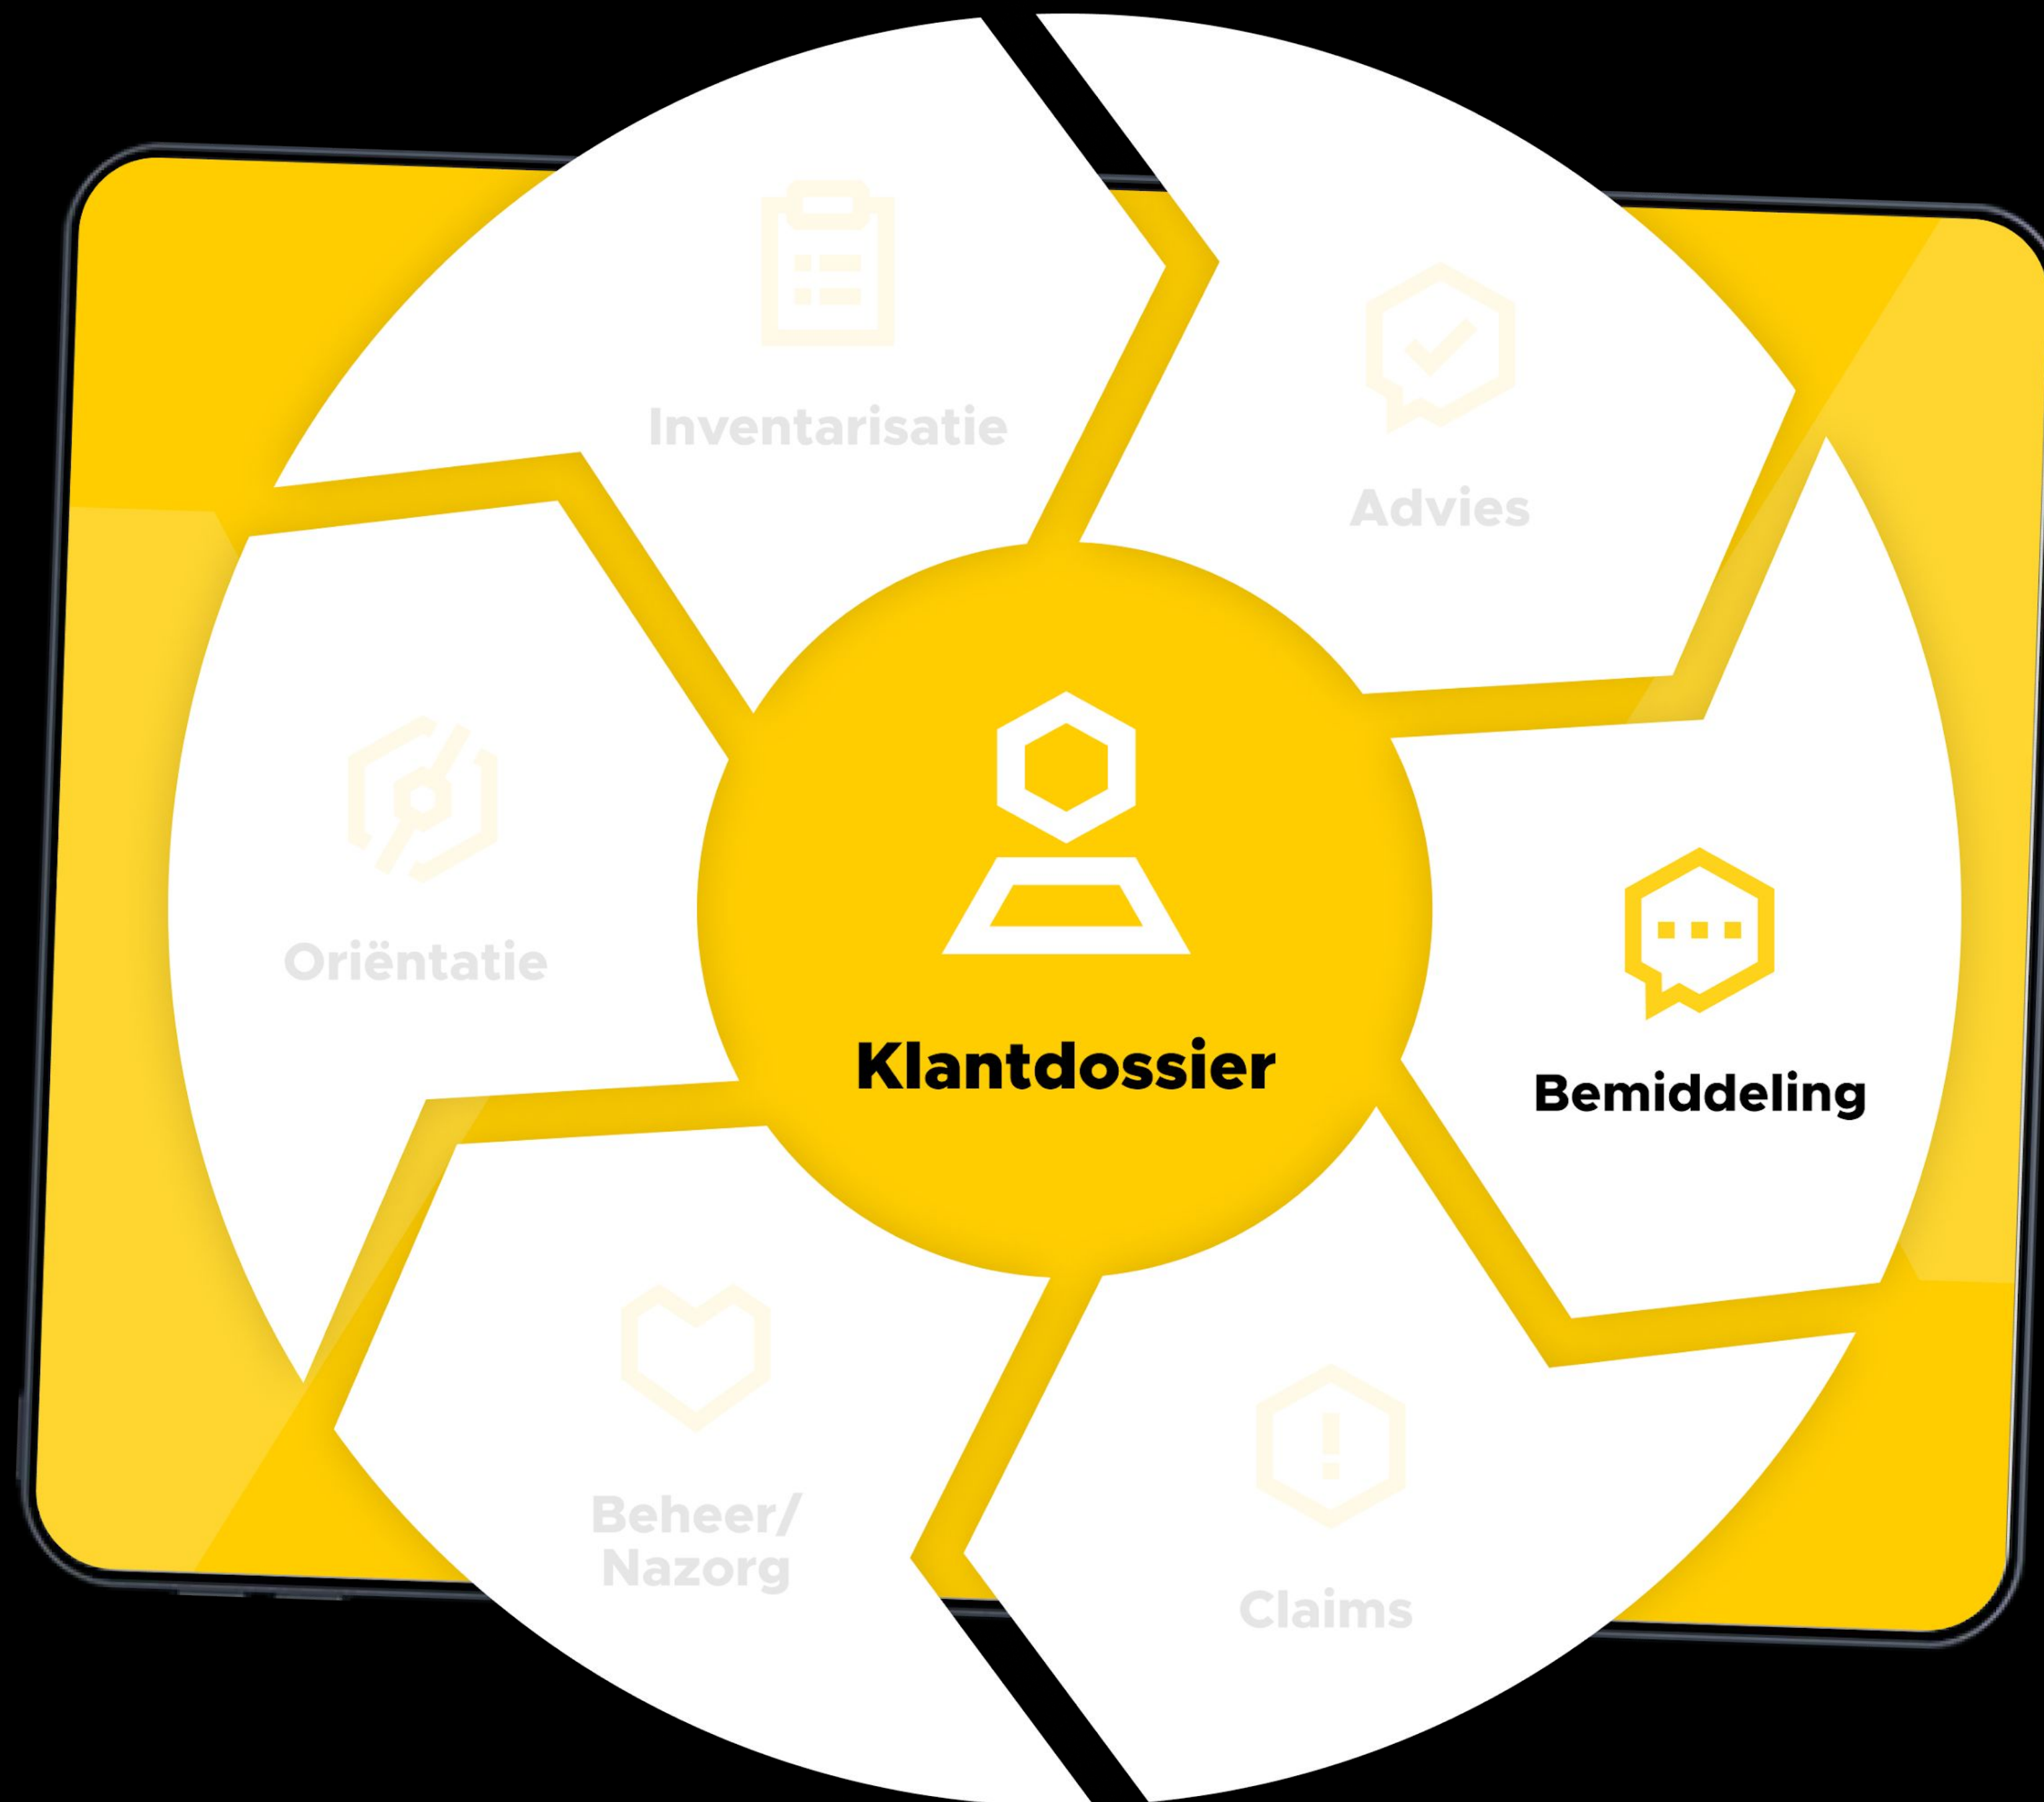 Inventarisatie
Advies
Oriëntatie
Klantdossier
Bemiddeling
Beheer/
Nazorg
Claims